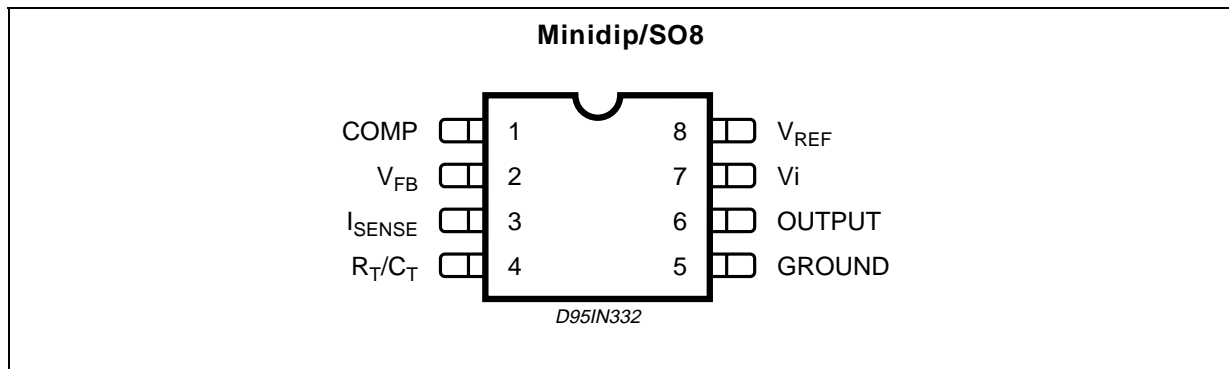 Minidip/SO8
COMP 1 8 VREF
VFB 2 7 Vi
ISENSE 3 6 OUTPUT
RT/CT 4 5 GROUND
D95IN332